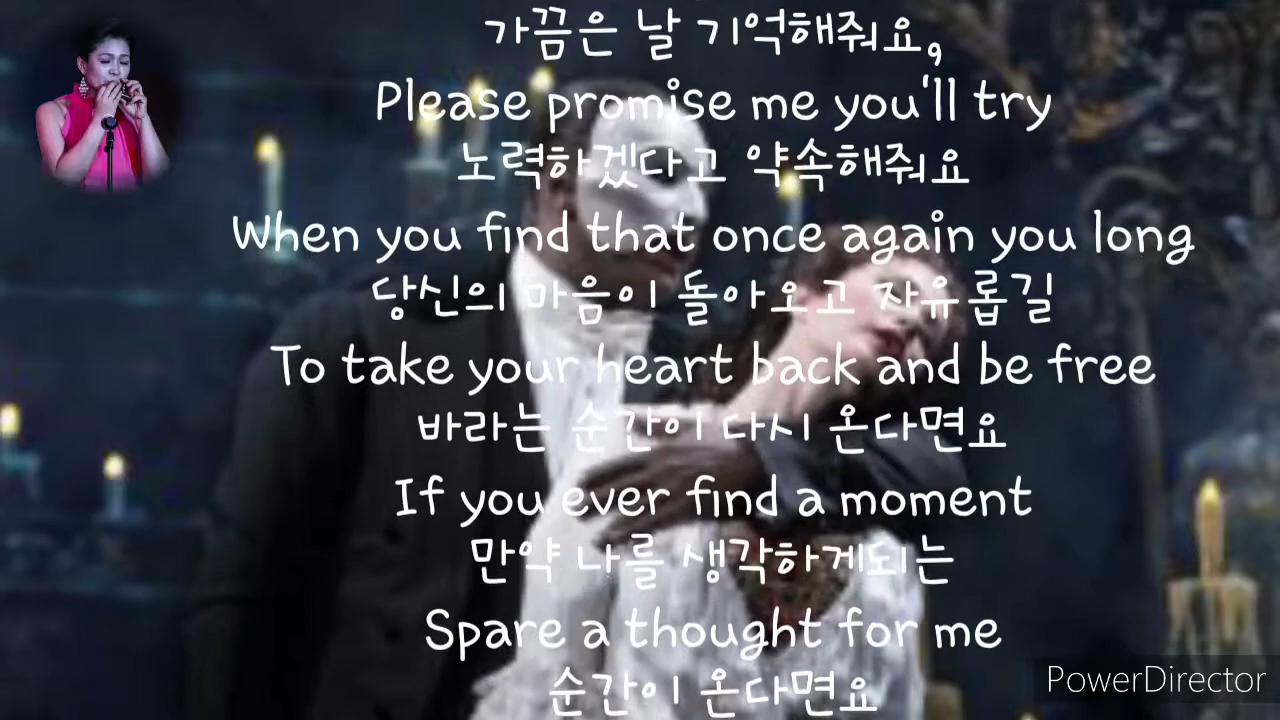 가끔은 날 기억해줘요,
Please promise me you'll try
노력하겠다고 약속해줘요
When you find that once again you long
당신의 마음이 돌아오고 자유롭길
To take your heart back and be free
바라는 순간이 다시 온다면요
If you ever find a moment
만약 나를 생각하게되는
Spare a thought for me
순간이 온다면요
PowerDirector